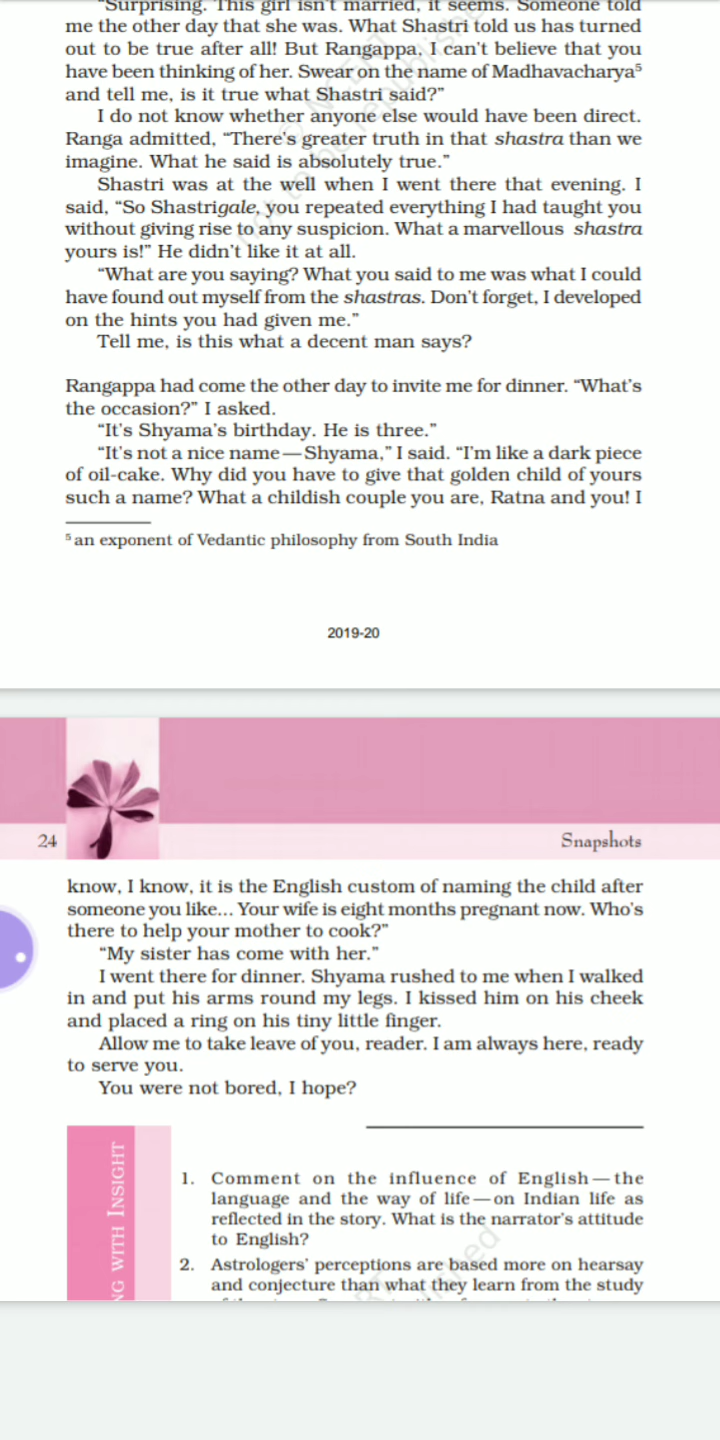 "Surprising. This girl isn't married, it seems. Someone told
me the other day that she was. What Shastri told us has turned
out to be true after all! But Rangappa, I can't believe that you
have been thinking of her. Swear on the name of Madhavacharya⁵
and tell me, is it true what Shastri said?"
I do not know whether anyone else would have been direct.
Ranga admitted, "There's greater truth in that shastra than we
imagine. What he said is absolutely true."
Shastri was at the well when I went there that evening. I
said, "So Shastrigale, you repeated everything I had taught you
without giving rise to any suspicion. What a marvellous shastra
yours is!" He didn't like it at all.
"What are you saying? What you said to me was what I could
have found out myself from the shastras. Don't forget, I developed
on the hints you had given me."
Tell me, is this what a decent man says?
Rangappa had come the other day to invite me for dinner. "What's
the occasion?" I asked.
"It's Shyama's birthday. He is three."
"It's not a nice name—Shyama," I said. "I'm like a dark piece
of oil-cake. Why did you have to give that golden child of yours
such a name? What a childish couple you are, Ratna and you! I
⁵ an exponent of Vedantic philosophy from South India
2019-20
24
Snapshots
know, I know, it is the English custom of naming the child after
someone you like... Your wife is eight months pregnant now. Who's
there to help your mother to cook?"
"My sister has come with her."
I went there for dinner. Shyama rushed to me when I walked
in and put his arms round my legs. I kissed him on his cheek
and placed a ring on his tiny little finger.
Allow me to take leave of you, reader. I am always here, ready
to serve you.
You were not bored, I hope?
NG WITH INSIGHT
1. Comment on the influence of English—the
language and the way of life—on Indian life as
reflected in the story. What is the narrator's attitude
to English?
2. Astrologers' perceptions are based more on hearsay
and conjecture than what they learn from the study